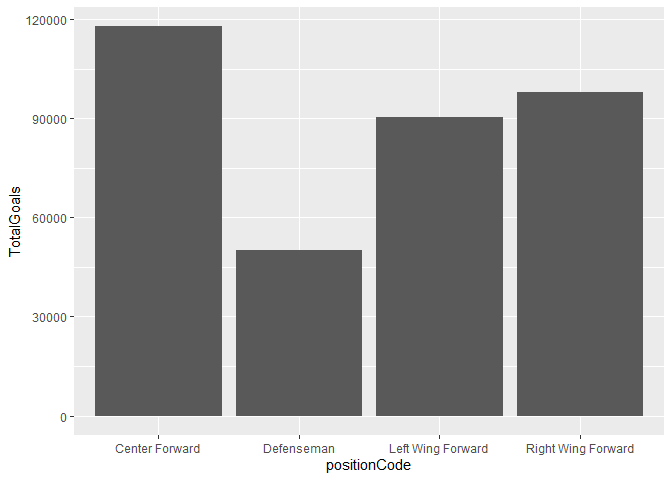 120000
90000
60000
30000
0
TotalGoals
Center Forward Defenseman Left Wing Forward Right Wing Forward
positionCode